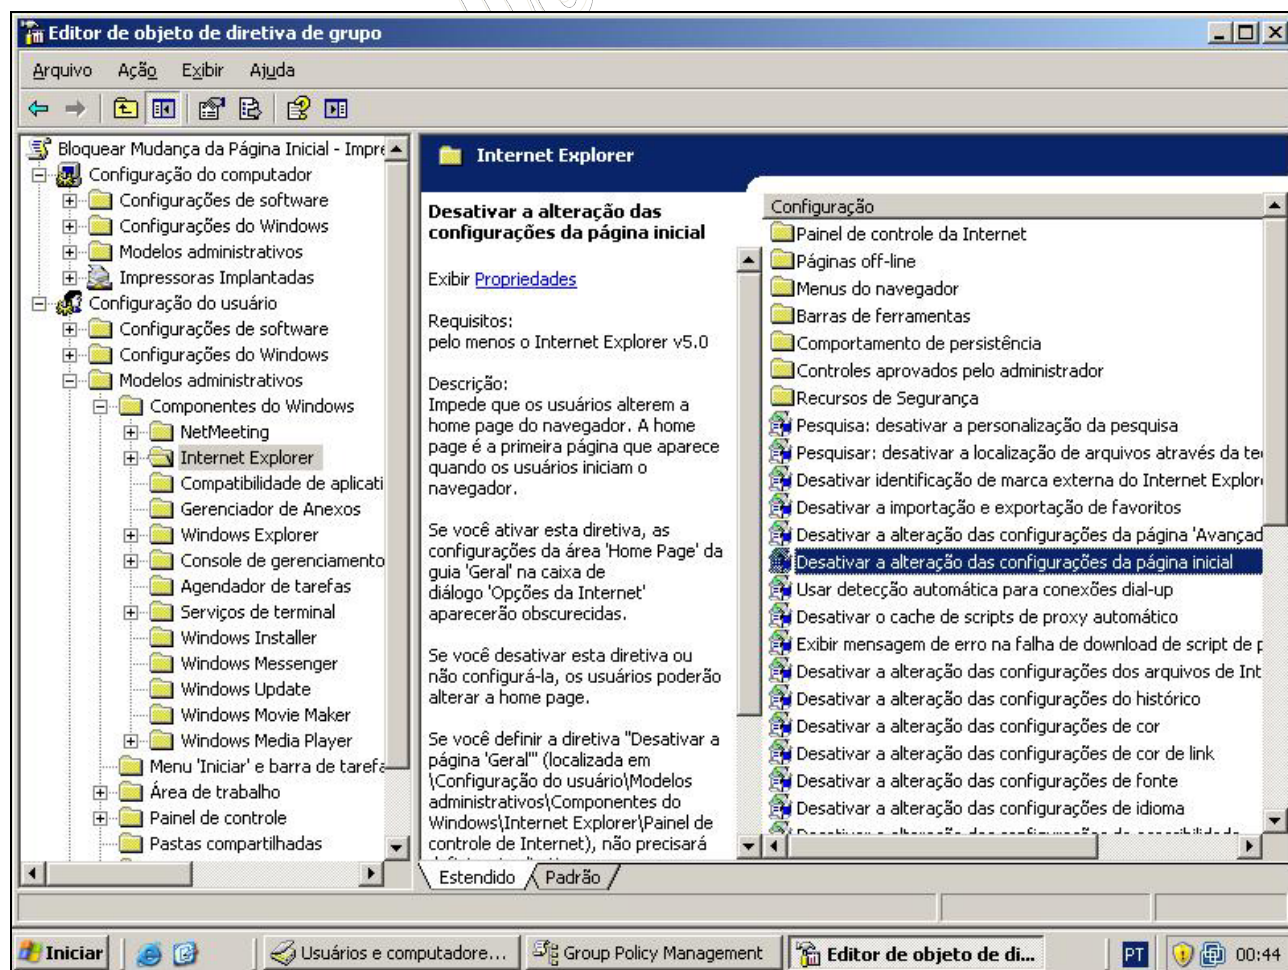 Editor de objeto de diretiva de grupo
Arquivo Ação Exibir Ajuda
Bloquear Mudança da Página Inicial - Impre
Configuração do computador
Configurações de software
Configurações do Windows
Modelos administrativos
Impressoras Implantadas
Configuração do usuário
Configurações de software
Configurações do Windows
Modelos administrativos
Componentes do Windows
NetMeeting
Internet Explorer
Compatibilidade de aplicati
Gerenciador de Anexos
Windows Explorer
Console de gerenciamento
Agendador de tarefas
Serviços de terminal
Windows Installer
Windows Messenger
Windows Update
Windows Movie Maker
Windows Media Player
Menu 'Iniciar' e barra de tarefa
Área de trabalho
Painel de controle
Pastas compartilhadas
Internet Explorer
Desativar a alteração das
configurações da página inicial
Exibir Propriedades
Requisitos:
pelo menos o Internet Explorer v5.0
Descrição:
Impede que os usuários alterem a
home page do navegador. A home
page é a primeira página que aparece
quando os usuários iniciam o
navegador.
Se você ativar esta diretiva, as
configurações da área 'Home Page' da
guia 'Geral' na caixa de
diálogo 'Opções da Internet'
aparecerão obscurecidas.
Se você desativar esta diretiva ou
não configurá-la, os usuários poderão
alterar a home page.
Se você definir a diretiva "Desativar a
página 'Geral'" (localizada em
\Configuração do usuário\Modelos
administrativos\Componentes do
Windows\Internet Explorer\Painel de
controle de Internet), não precisará
Configuração
Painel de controle da Internet
Páginas off-line
Menus do navegador
Barras de ferramentas
Comportamento de persistência
Controles aprovados pelo administrador
Recursos de Segurança
Pesquisa: desativar a personalização da pesquisa
Pesquisar: desativar a localização de arquivos através da te
Desativar identificação de marca externa do Internet Explor
Desativar a importação e exportação de favoritos
Desativar a alteração das configurações da página 'Avançad
Desativar a alteração das configurações da página inicial
Usar detecção automática para conexões dial-up
Desativar o cache de scripts de proxy automático
Exibir mensagem de erro na falha de download de script de p
Desativar a alteração das configurações dos arquivos de Int
Desativar a alteração das configurações do histórico
Desativar a alteração das configurações de cor
Desativar a alteração das configurações de cor de link
Desativar a alteração das configurações de fonte
Desativar a alteração das configurações de idioma
Estendido Padrão
Iniciar Usuários e computadore... Group Policy Management Editor de objeto de di... PT 00:44